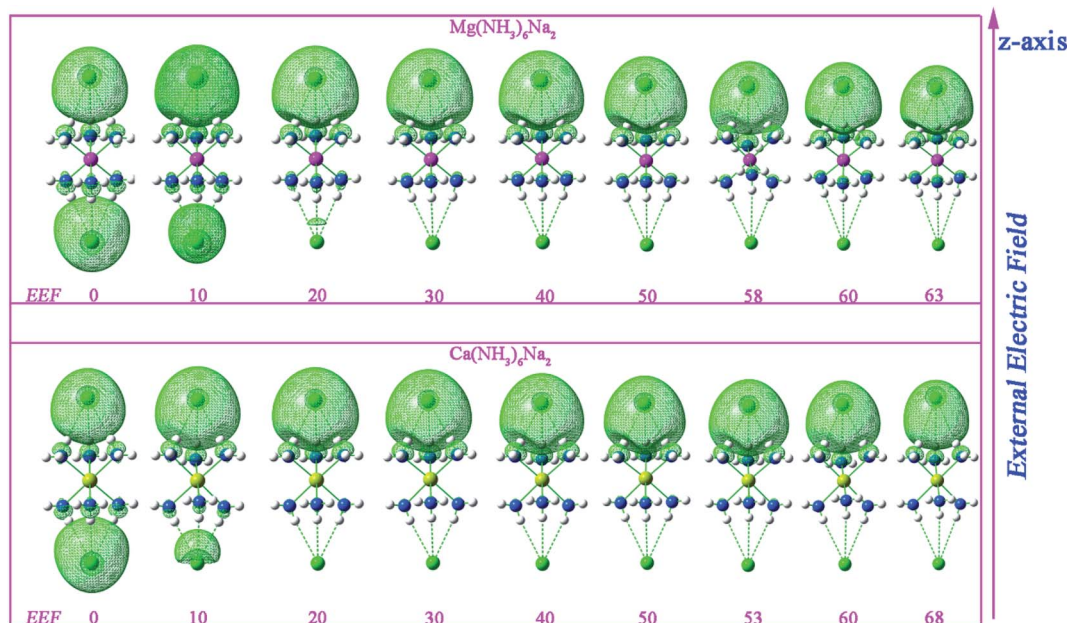 Mg(NH3)6Na2
EEF 0 10 20 30 40 50 58 60 63
Ca(NH3)6Na2
EEF 0 10 20 30 40 50 53 60 68
z-axis
External Electric Field